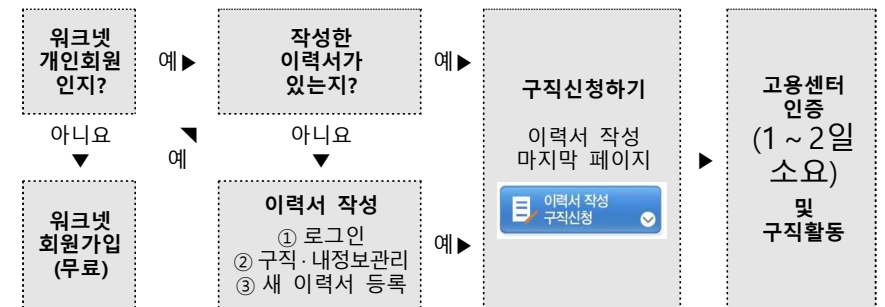 워크넷
개인회원
인지?
예▶
작성한
이력서가
있는지?
예▶
아니요
▼
◥
예
아니요
▼
워크넷
회원가입
(무료)
이력서 작성
① 로그인
② 구직·내정보관리
③ 새 이력서 등록
예▶
구직신청하기
이력서 작성
마지막 페이지
이력서 작성
구직신청
▶
고용센터
인증
(1~2일
소요)
및
구직활동